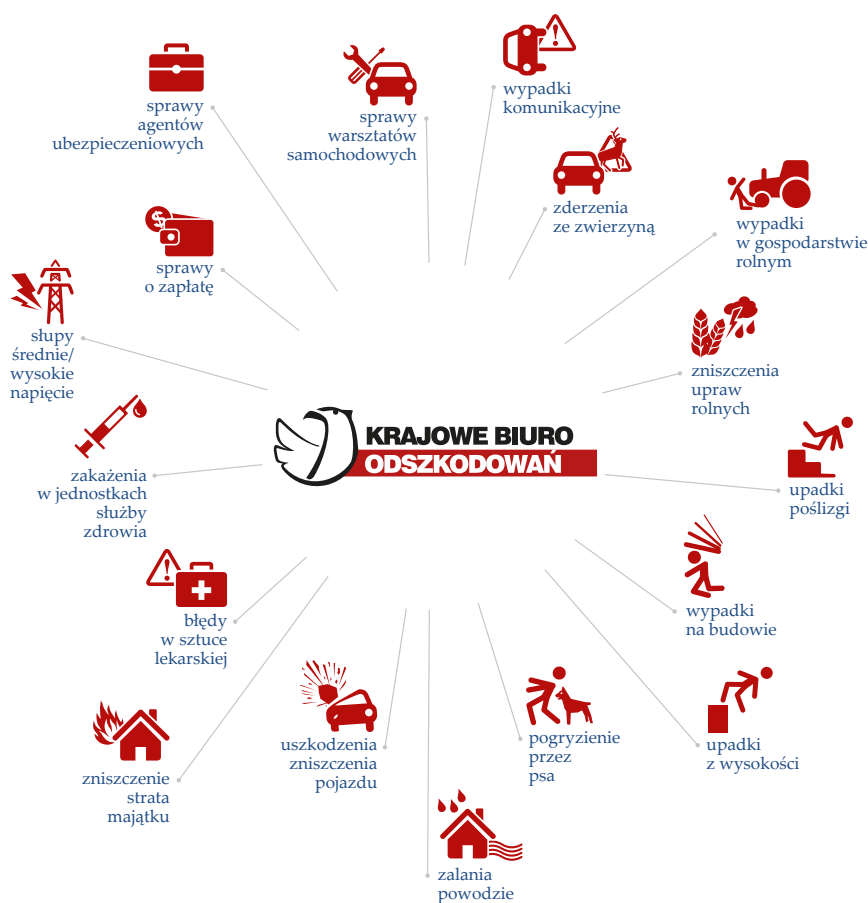 wypadki
komunikacyjne
sprawy
agentów
ubezpieczeniowych
sprawy
warsztatów
samochodowych
zderzenia
ze zwierzyną
wypadki
w gospodarstwie
rolnym
$
sprawy
o zapłatę
słupy
średnie/
wysokie
napięcie
zniszczenia
upraw
rolnych
KRAJOWE BIURO
ODSZKODOWAŃ
zakażenia
w jednostkach
służby
zdrowia
upadki
poślizgi
błędy
w sztuce
lekarskiej
wypadki
na budowie
zniszczenie
strata
majątku
uszkodzenia
zniszczenia
pojazdu
pogryzienie
przez
psa
upadki
z wysokości
zalania
powodzie